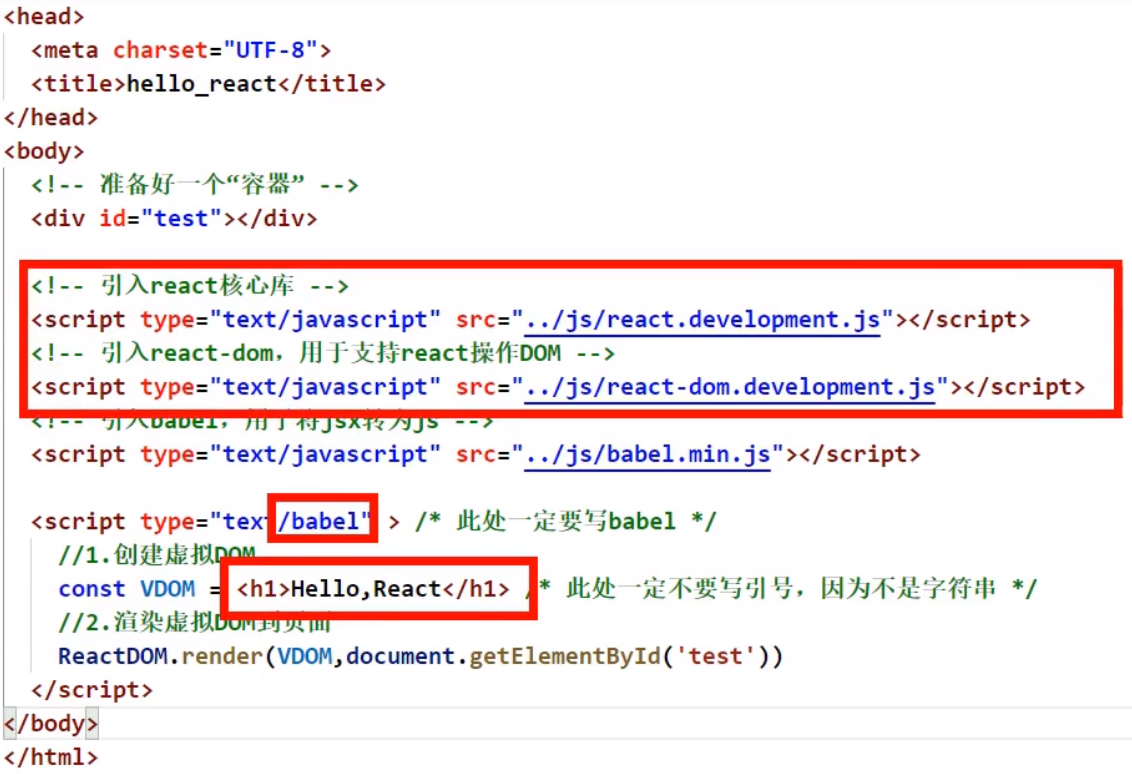 <head>
<meta charset="UTF-8">
<title>hello_react</title>
</head>
<body>
<!-- 准备好一个“容器” -->
<div id="test"></div>
<!-- 引入react核心库 -->
<script type="text/javascript" src="../js/react.development.js"></script>
<!-- 引入react-dom，用于支持react操作DOM -->
<script type="text/javascript" src="../js/react-dom.development.js"></script>
<!-- 引入babel，用于将jsx转为js -->
<script type="text/javascript" src="../js/babel.min.js"></script>
<script type="text/babel" > /* 此处一定要写babel */
//1.创建虚拟DOM
const VDOM = <h1>Hello,React</h1> /* 此处一定不要写引号，因为不是字符串 */
//2.渲染虚拟DOM到页面
ReactDOM.render(VDOM,document.getElementById('test'))
</script>
</body>
</html>